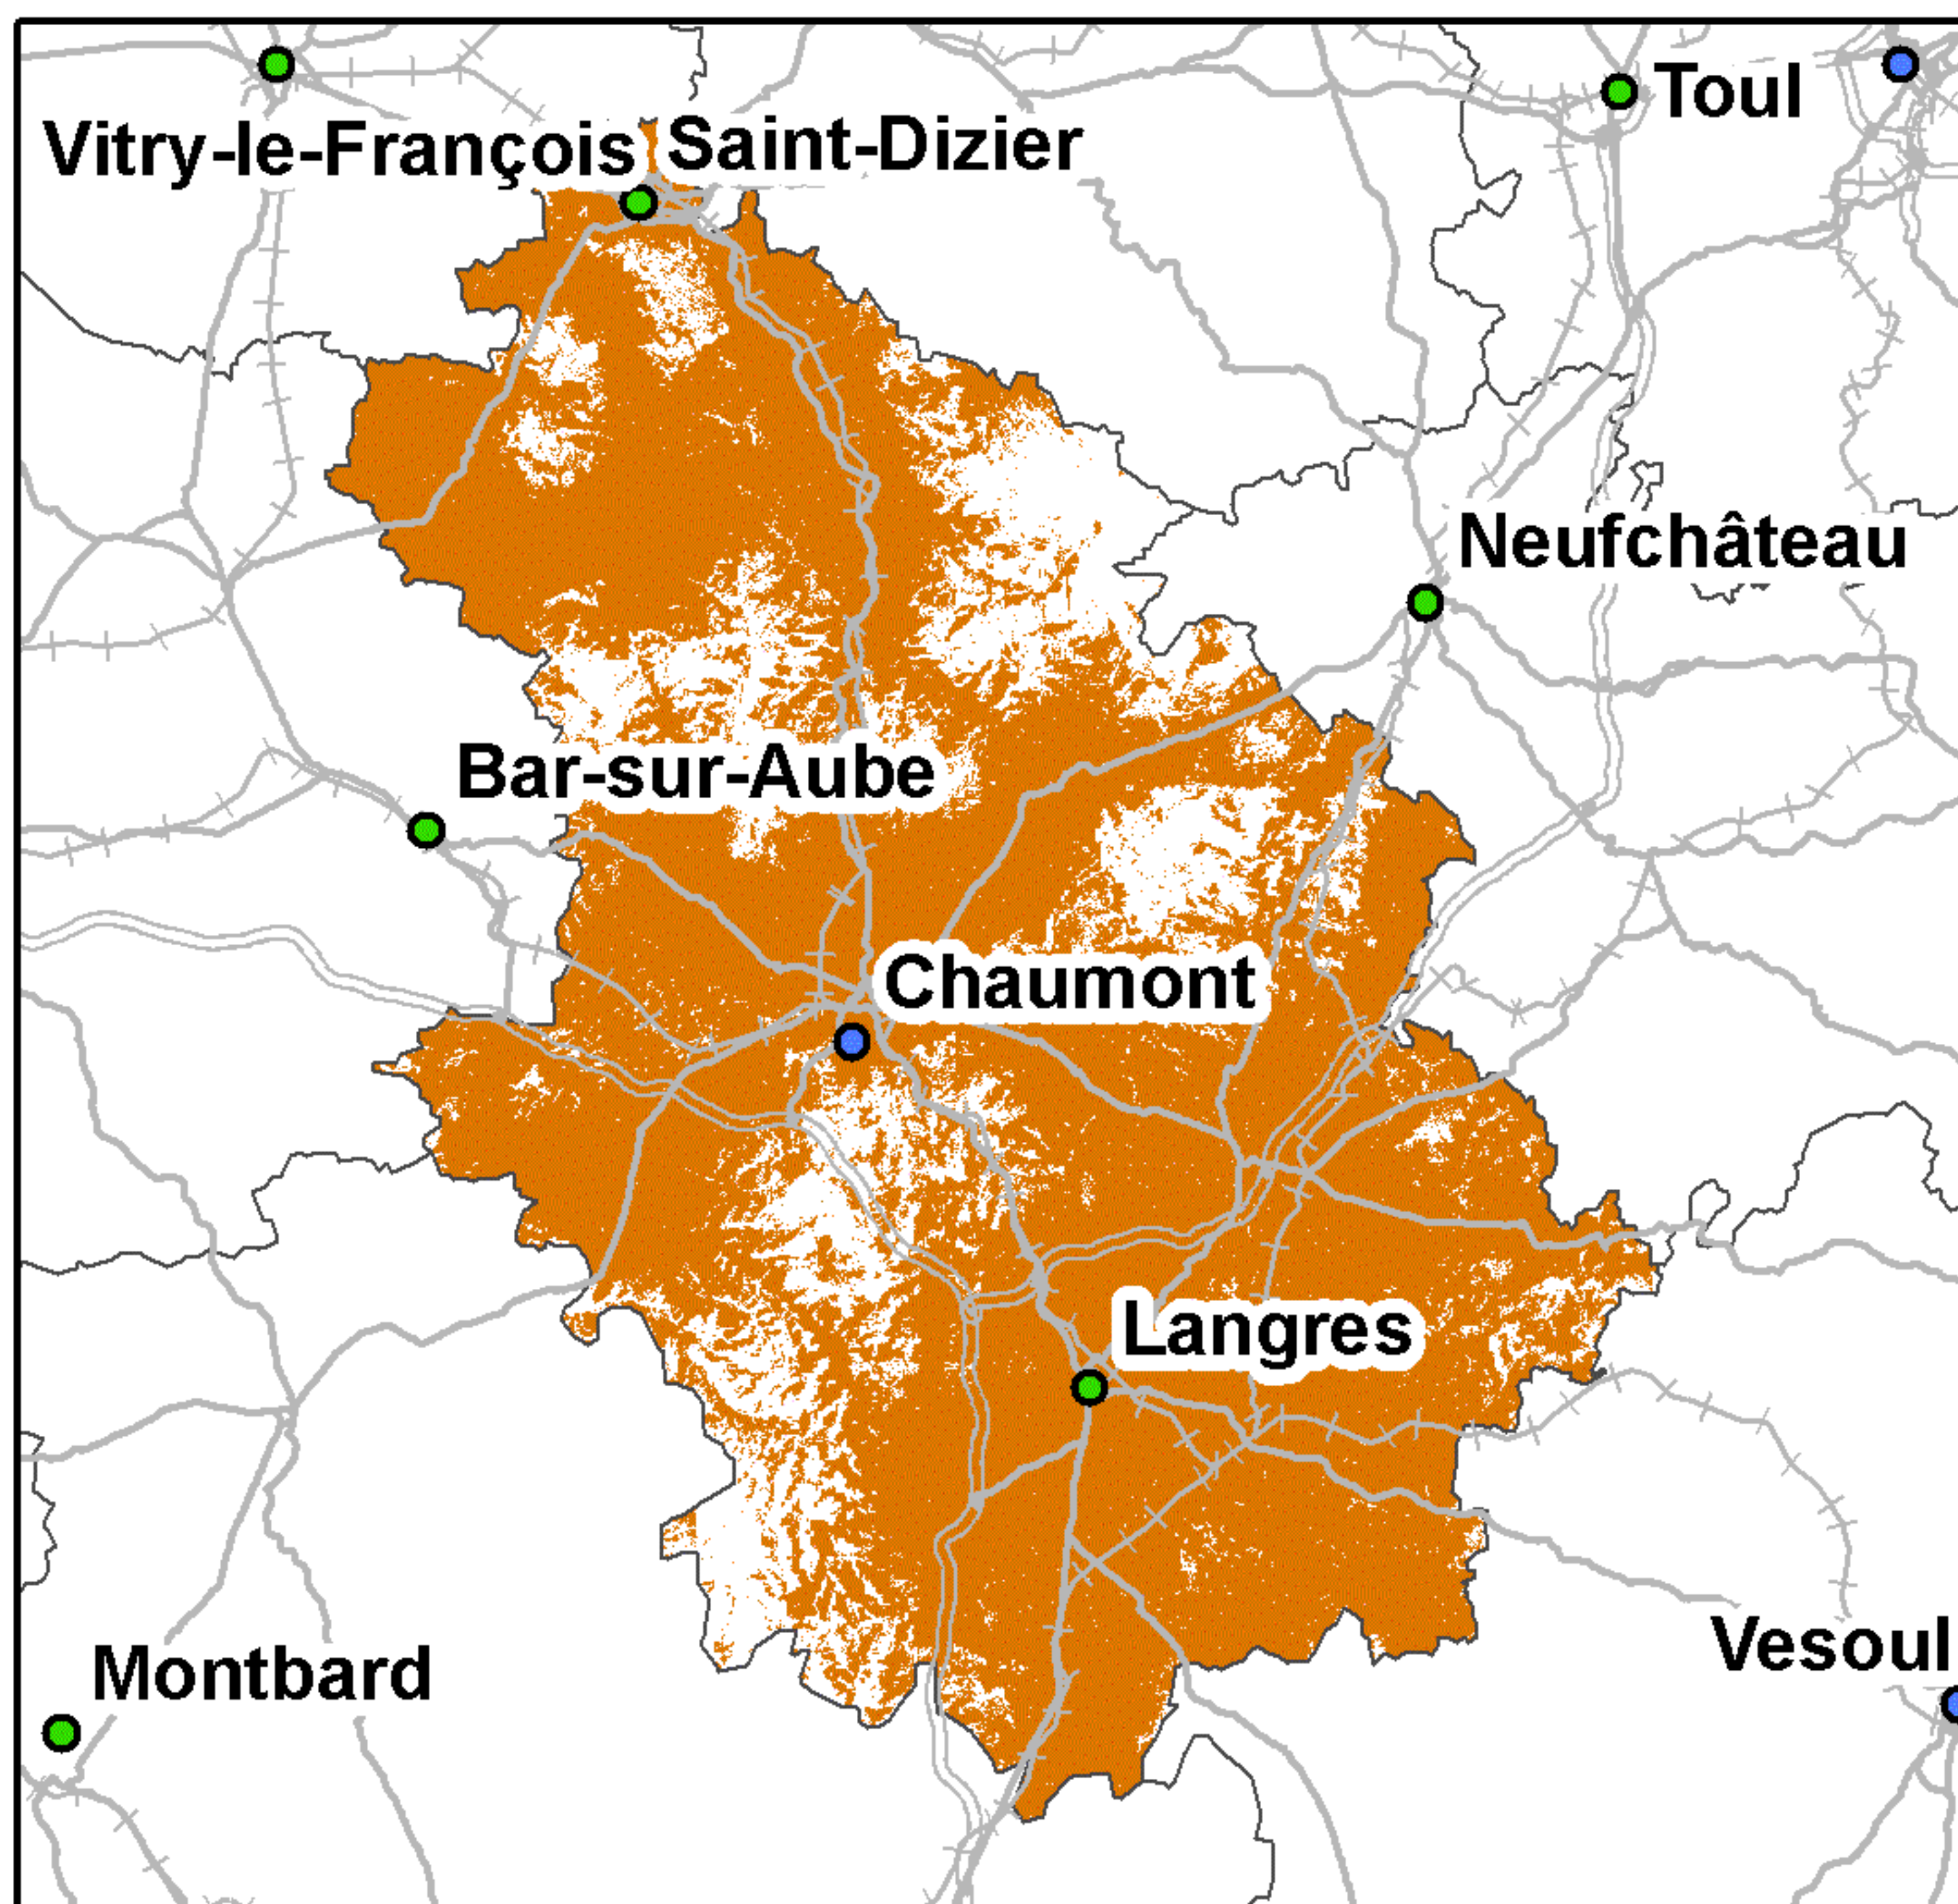 Toul
Vitry-le-François
Saint-Dizier
Neufchâteau
Bar-sur-Aube
Chaumont
Langres
Montbard
Vesoul